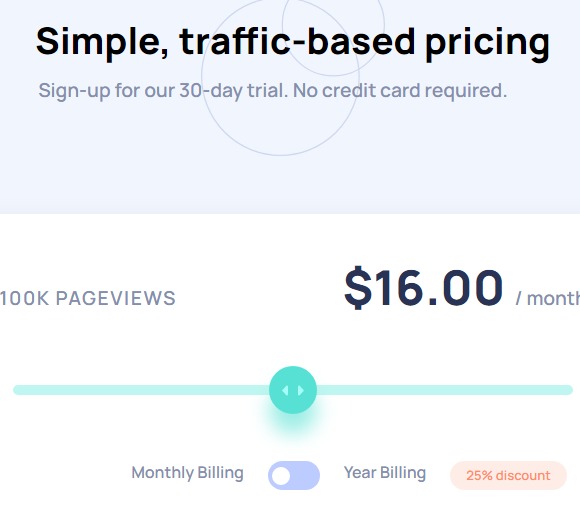 Simple, traffic-based pricing
Sign-up for our 30-day trial. No credit card required.
100K PAGEVIEWS
$16.00 / month
Monthly Billing
Year Billing
25% discount